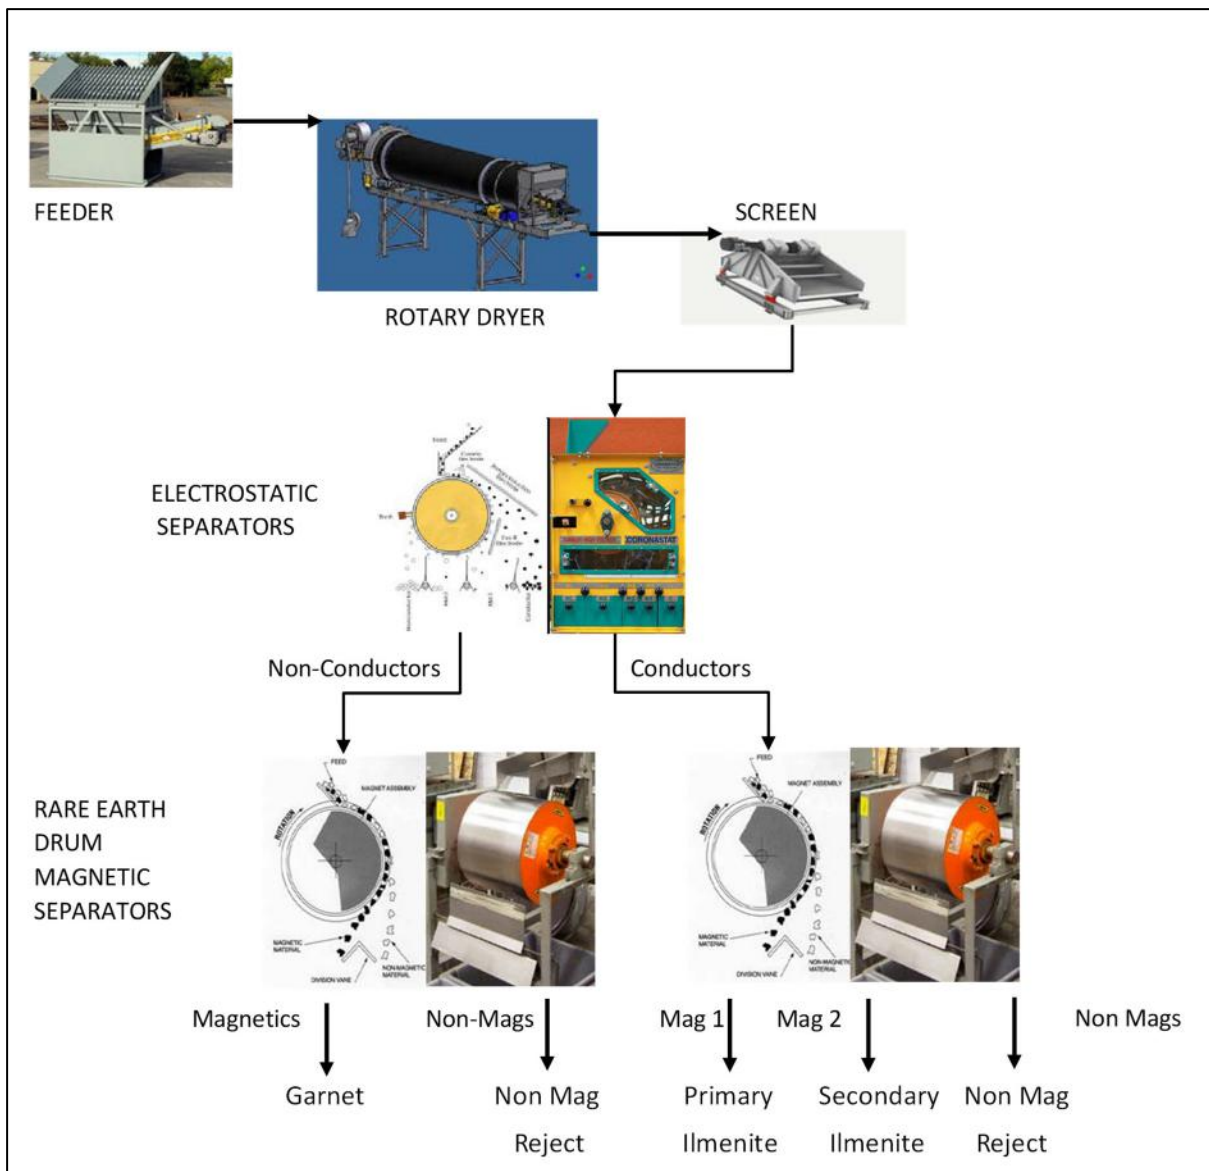 FEEDER
ROTARY DRYER
SCREEN
ELECTROSTATIC
SEPARATORS
CORONASTAT
Non-Conductors
Conductors
RARE EARTH
DRUM
MAGNETIC
SEPARATORS
FEED
MAGNET ASSEMBLY
ROTATION
MAGNETIC
MATERIAL
DIVISION VANE
NON-MAGNETIC
MATERIAL
FEED
MAGNET ASSEMBLY
ROTATION
MAGNETIC
MATERIAL
DIVISION VANE
NON-MAGNETIC
MATERIAL
Magnetics
Non-Mags
Mag 1
Mag 2
Non Mags
Garnet
Non Mag
Reject
Primary
Ilmenite
Secondary
Ilmenite
Non Mag
Reject